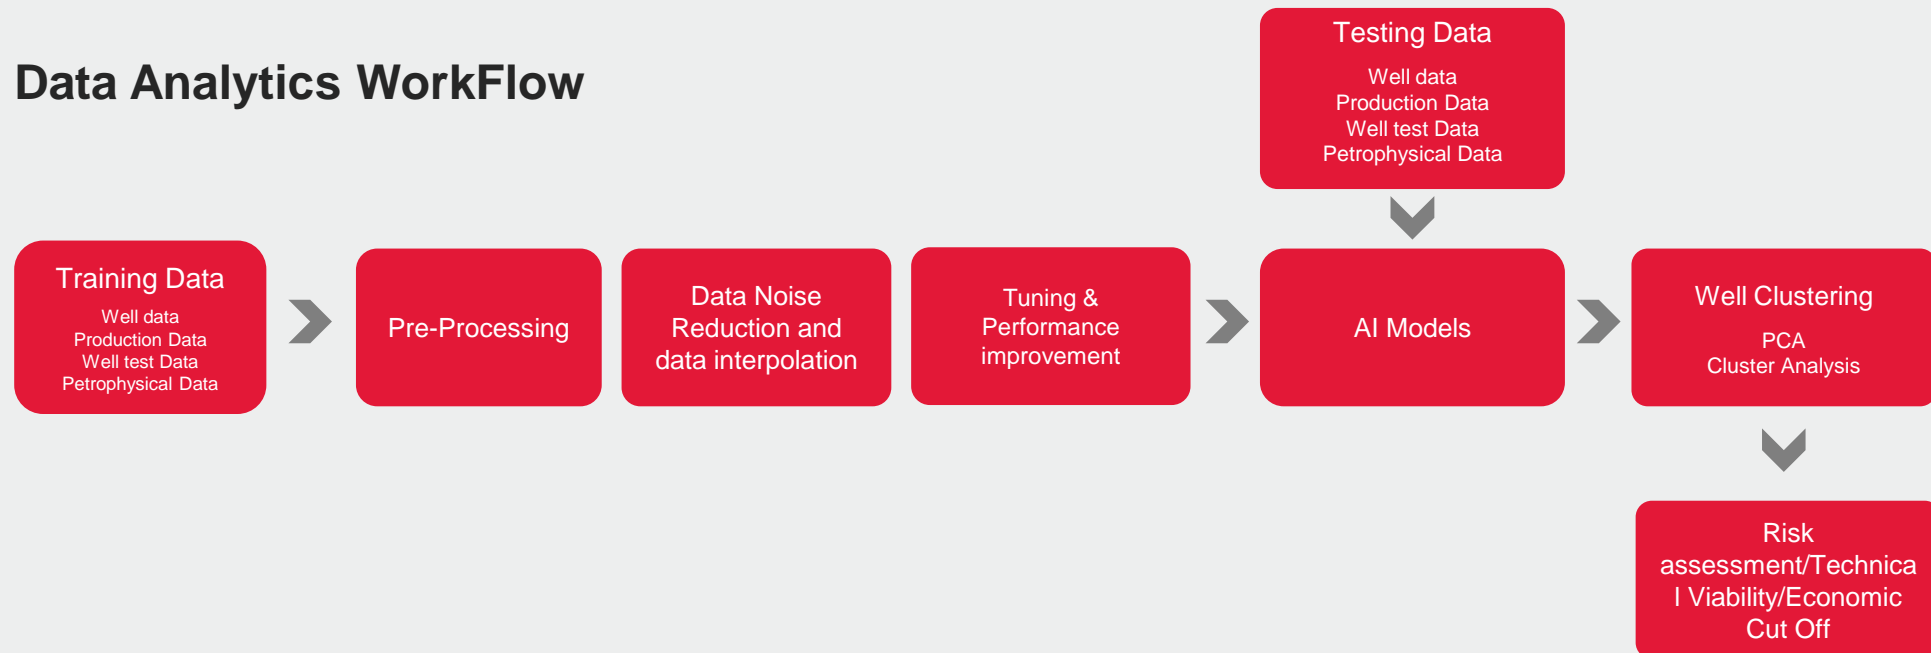 Data Analytics WorkFlow
Testing Data
Well data
Production Data
Well test Data
Petrophysical Data
Training Data
Well data
Production Data
Well test Data
Petrophysical Data
Pre-Processing
Data Noise
Reduction and
data interpolation
Tuning &
Performance
improvement
AI Models
Well Clustering
PCA
Cluster Analysis
Risk
assessment/Technica
l Viability/Economic
Cut Off